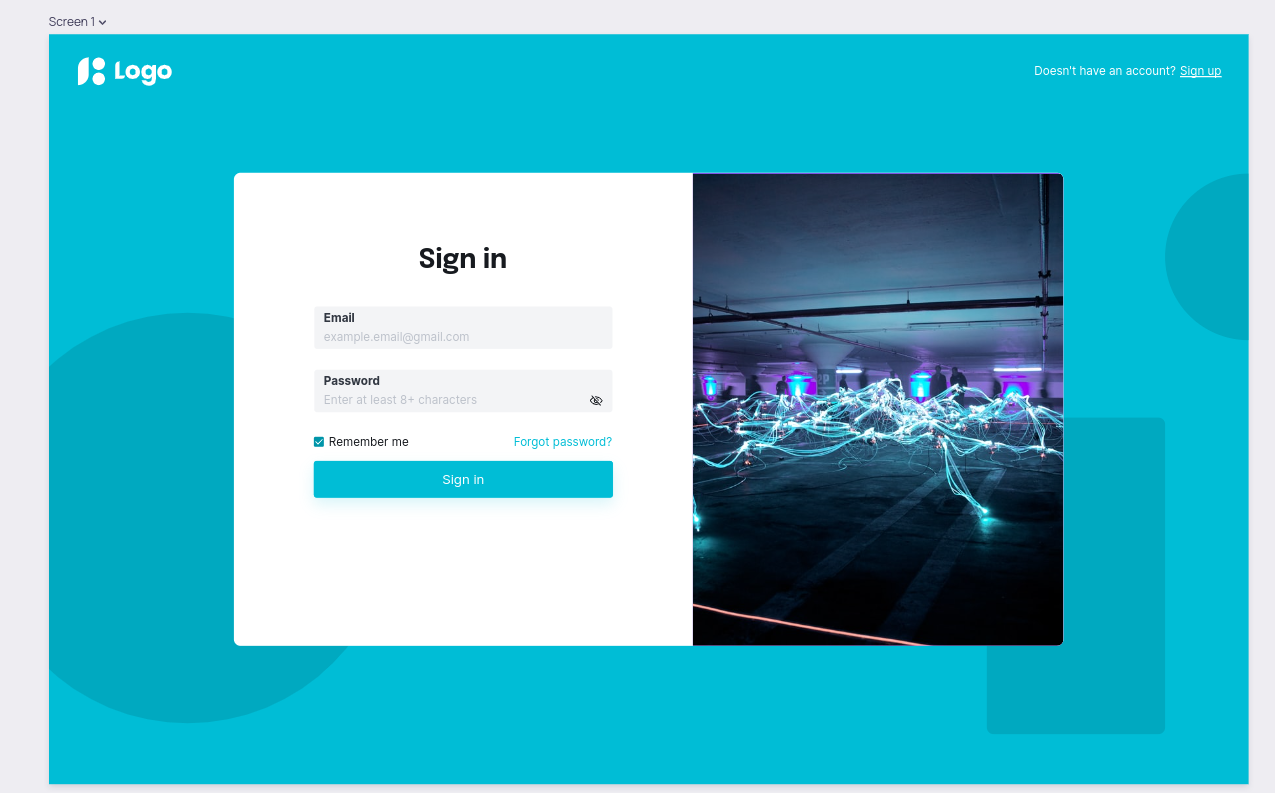 Screen 1
Logo
Doesn't have an account? Sign up
Sign in
Email
example.email@gmail.com
Password
Enter at least 8+ characters
Remember me
Forgot password?
Sign in